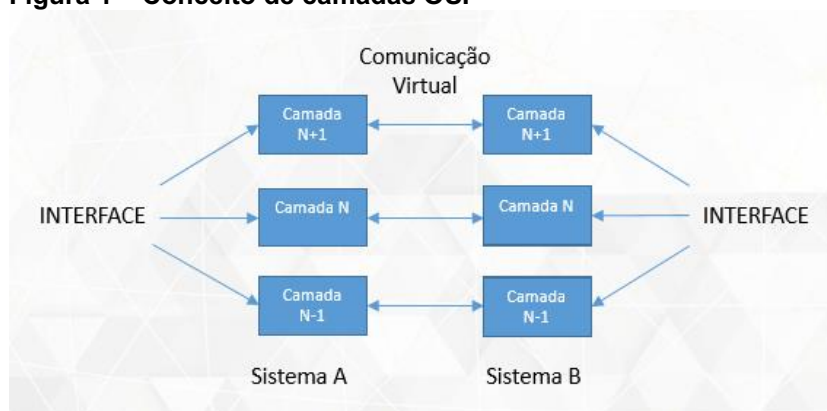 Figura 1 – Conceito de camadas OSI
Comunicação
Virtual
Camada
N+1
Camada
N+1
INTERFACE
Camada N
Camada N
INTERFACE
Camada
N-1
Camada
N-1
Sistema A
Sistema B